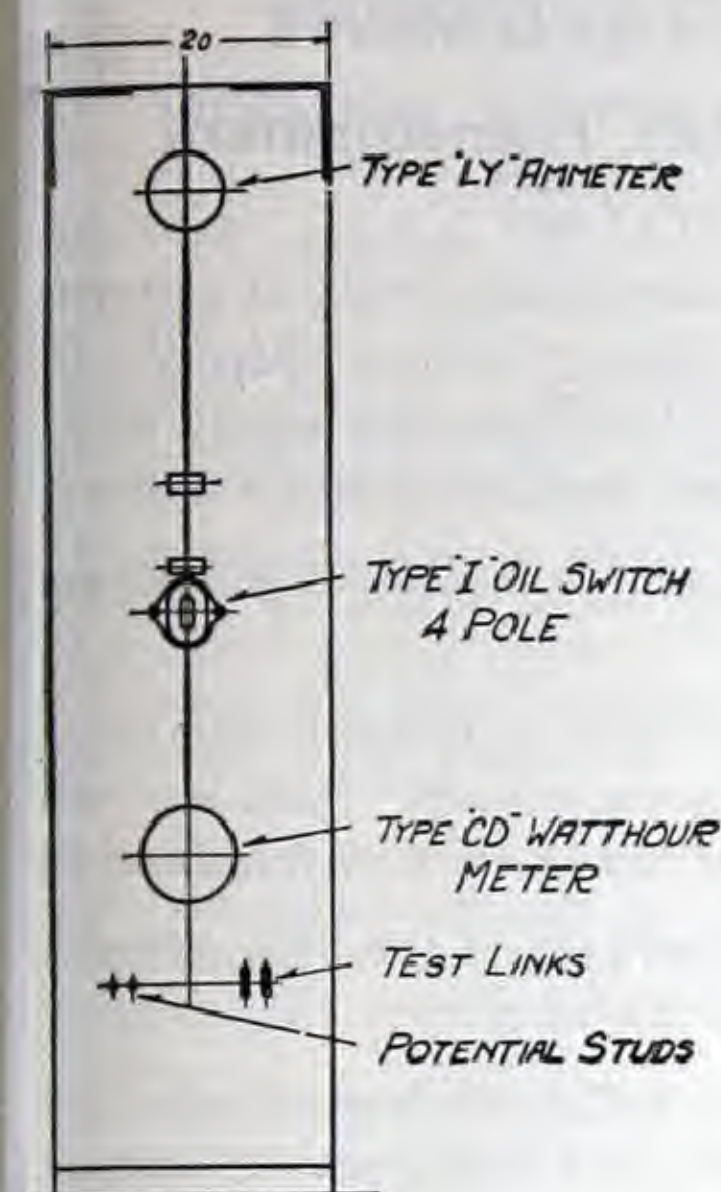 20
TYPE "LY" AMMETER
TYPE "I" OIL SWITCH
4 POLE
TYPE "CD" WATTHOUR
METER
TEST LINKS
POTENTIAL STUDS